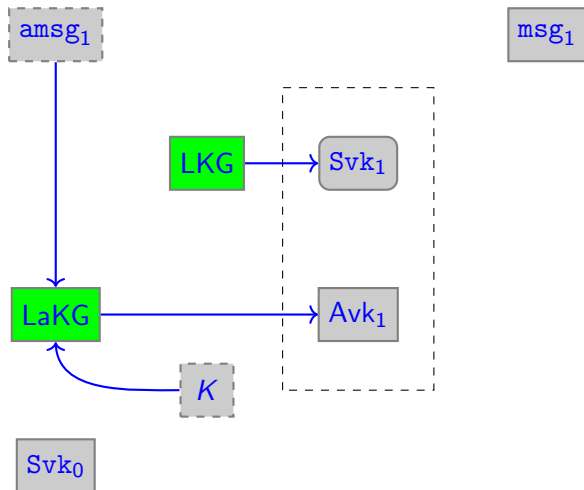 amsg₁
msg₁
LKG
Svk₁
LaKG
Avk₁
K
Svk₀